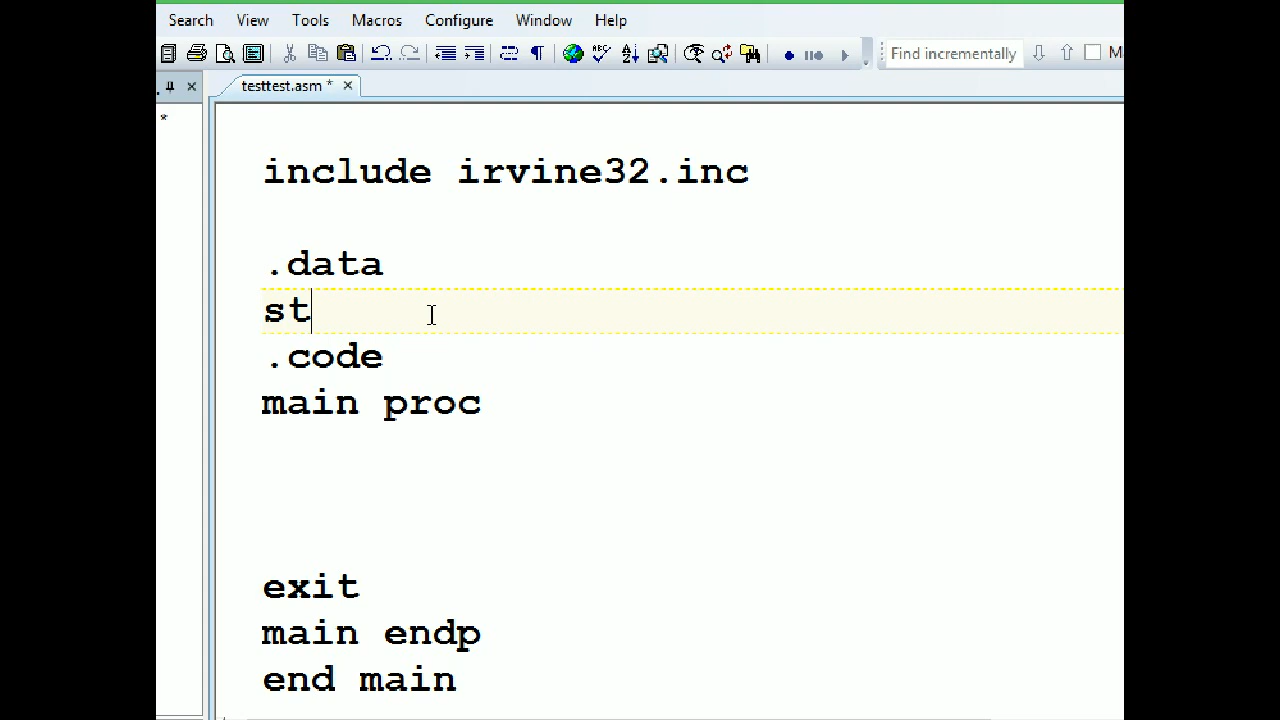 Search View Tools Macros Configure Window Help
Find incrementally
testtest.asm *
*
include irvine32.inc
.data
st
.code
main proc
exit
main endp
end main